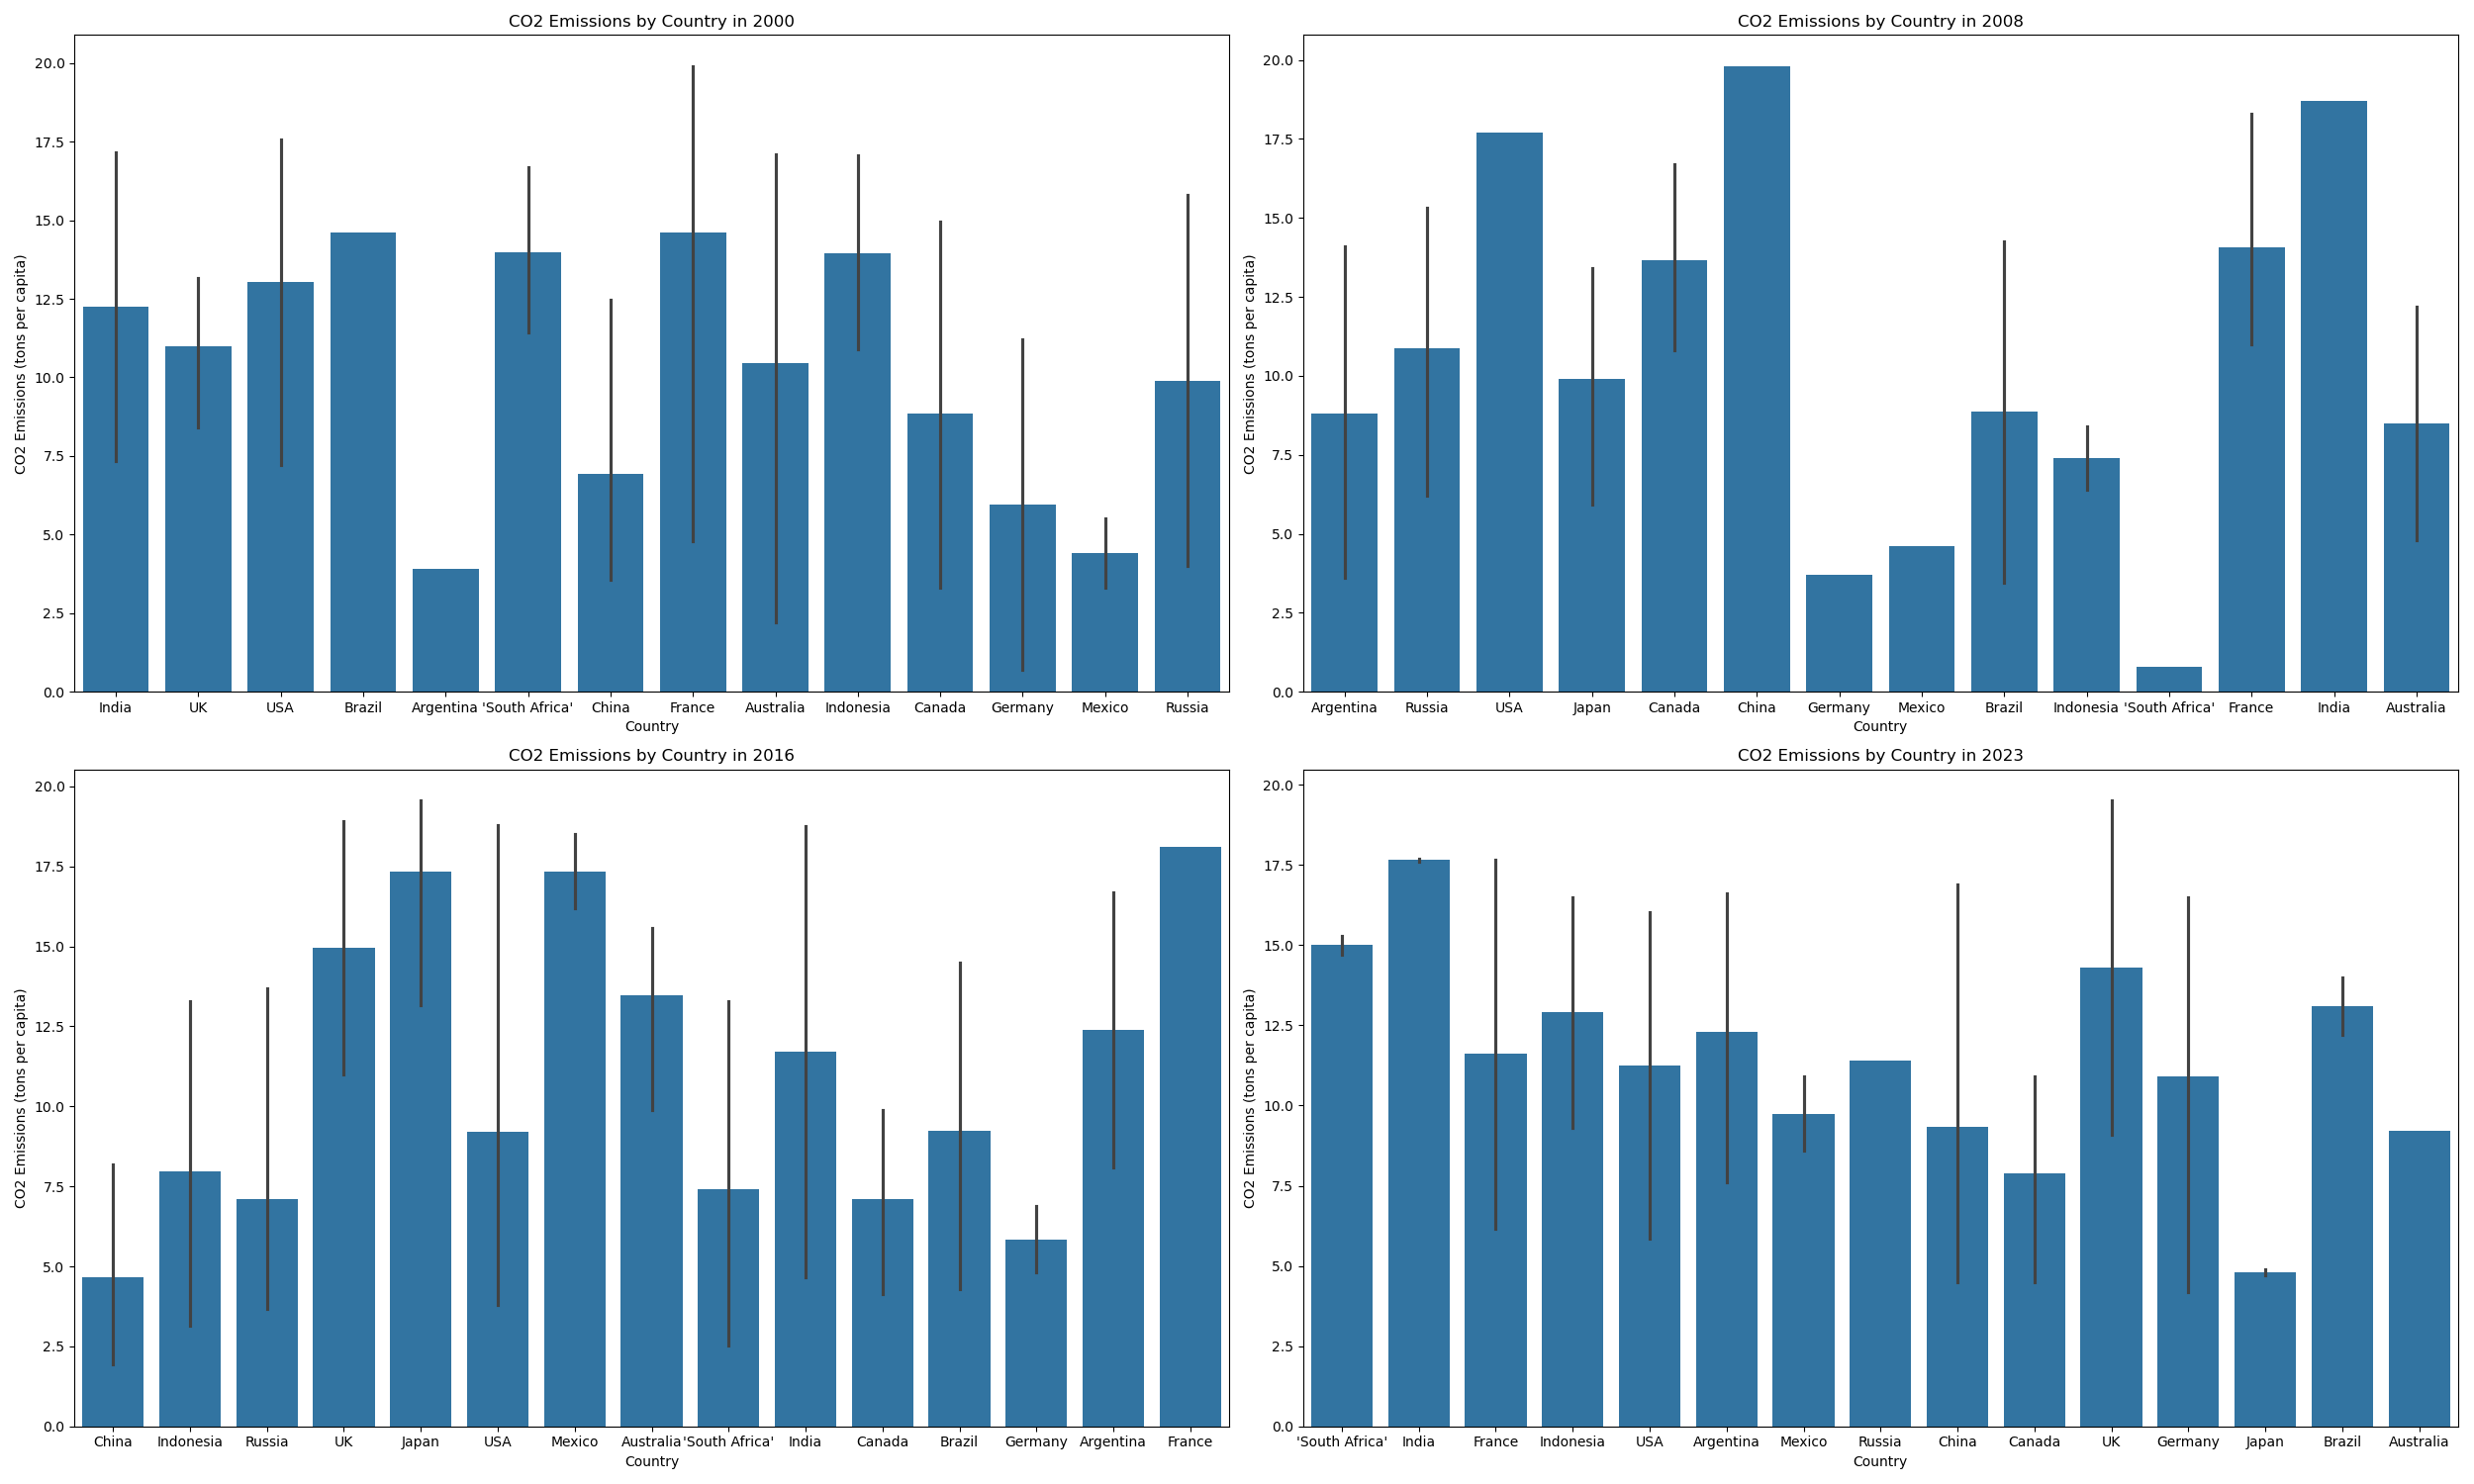 CO2 Emissions by Country in 2000
CO2 Emissions (tons per capita)
20.0
17.5
15.0
12.5
10.0
7.5
5.0
2.5
0.0
India UK USA Brazil Argentina 'South Africa' China France Australia Indonesia Canada Germany Mexico Russia
Country
CO2 Emissions by Country in 2008
CO2 Emissions (tons per capita)
20.0
17.5
15.0
12.5
10.0
7.5
5.0
2.5
0.0
Argentina Russia USA Japan Canada China Germany Mexico Brazil Indonesia 'South Africa' France India Australia
Country
CO2 Emissions by Country in 2016
CO2 Emissions (tons per capita)
20.0
17.5
15.0
12.5
10.0
7.5
5.0
2.5
0.0
China Indonesia Russia UK Japan USA Mexico Australia 'South Africa' India Canada Brazil Germany Argentina France
Country
CO2 Emissions by Country in 2023
CO2 Emissions (tons per capita)
20.0
17.5
15.0
12.5
10.0
7.5
5.0
2.5
0.0
'South Africa' India France Indonesia USA Argentina Mexico Russia China Canada UK Germany Japan Brazil Australia
Country